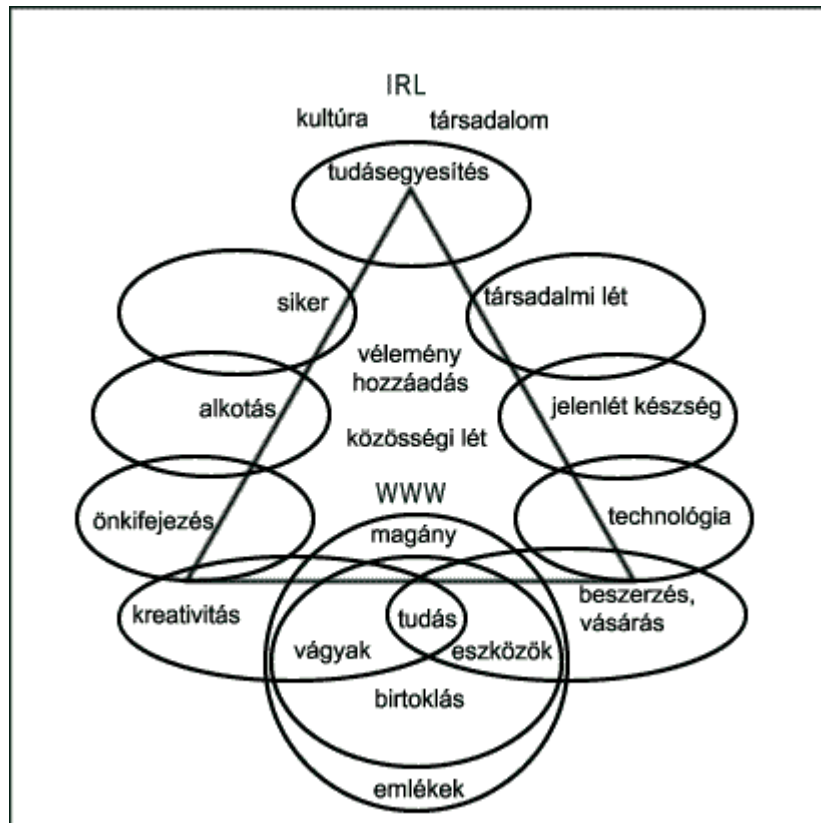 IRL
kultúra társadalom
tudásegyesítés
siker
társadalmi lét
vélemény
hozzáadás
alkotás
jelenlét készség
közösségi lét
WWW
önkifejezés
technológia
magány
beszerzés,
vásárás
kreativitás
tudás
vágyak
eszközök
birtoklás
emlékek